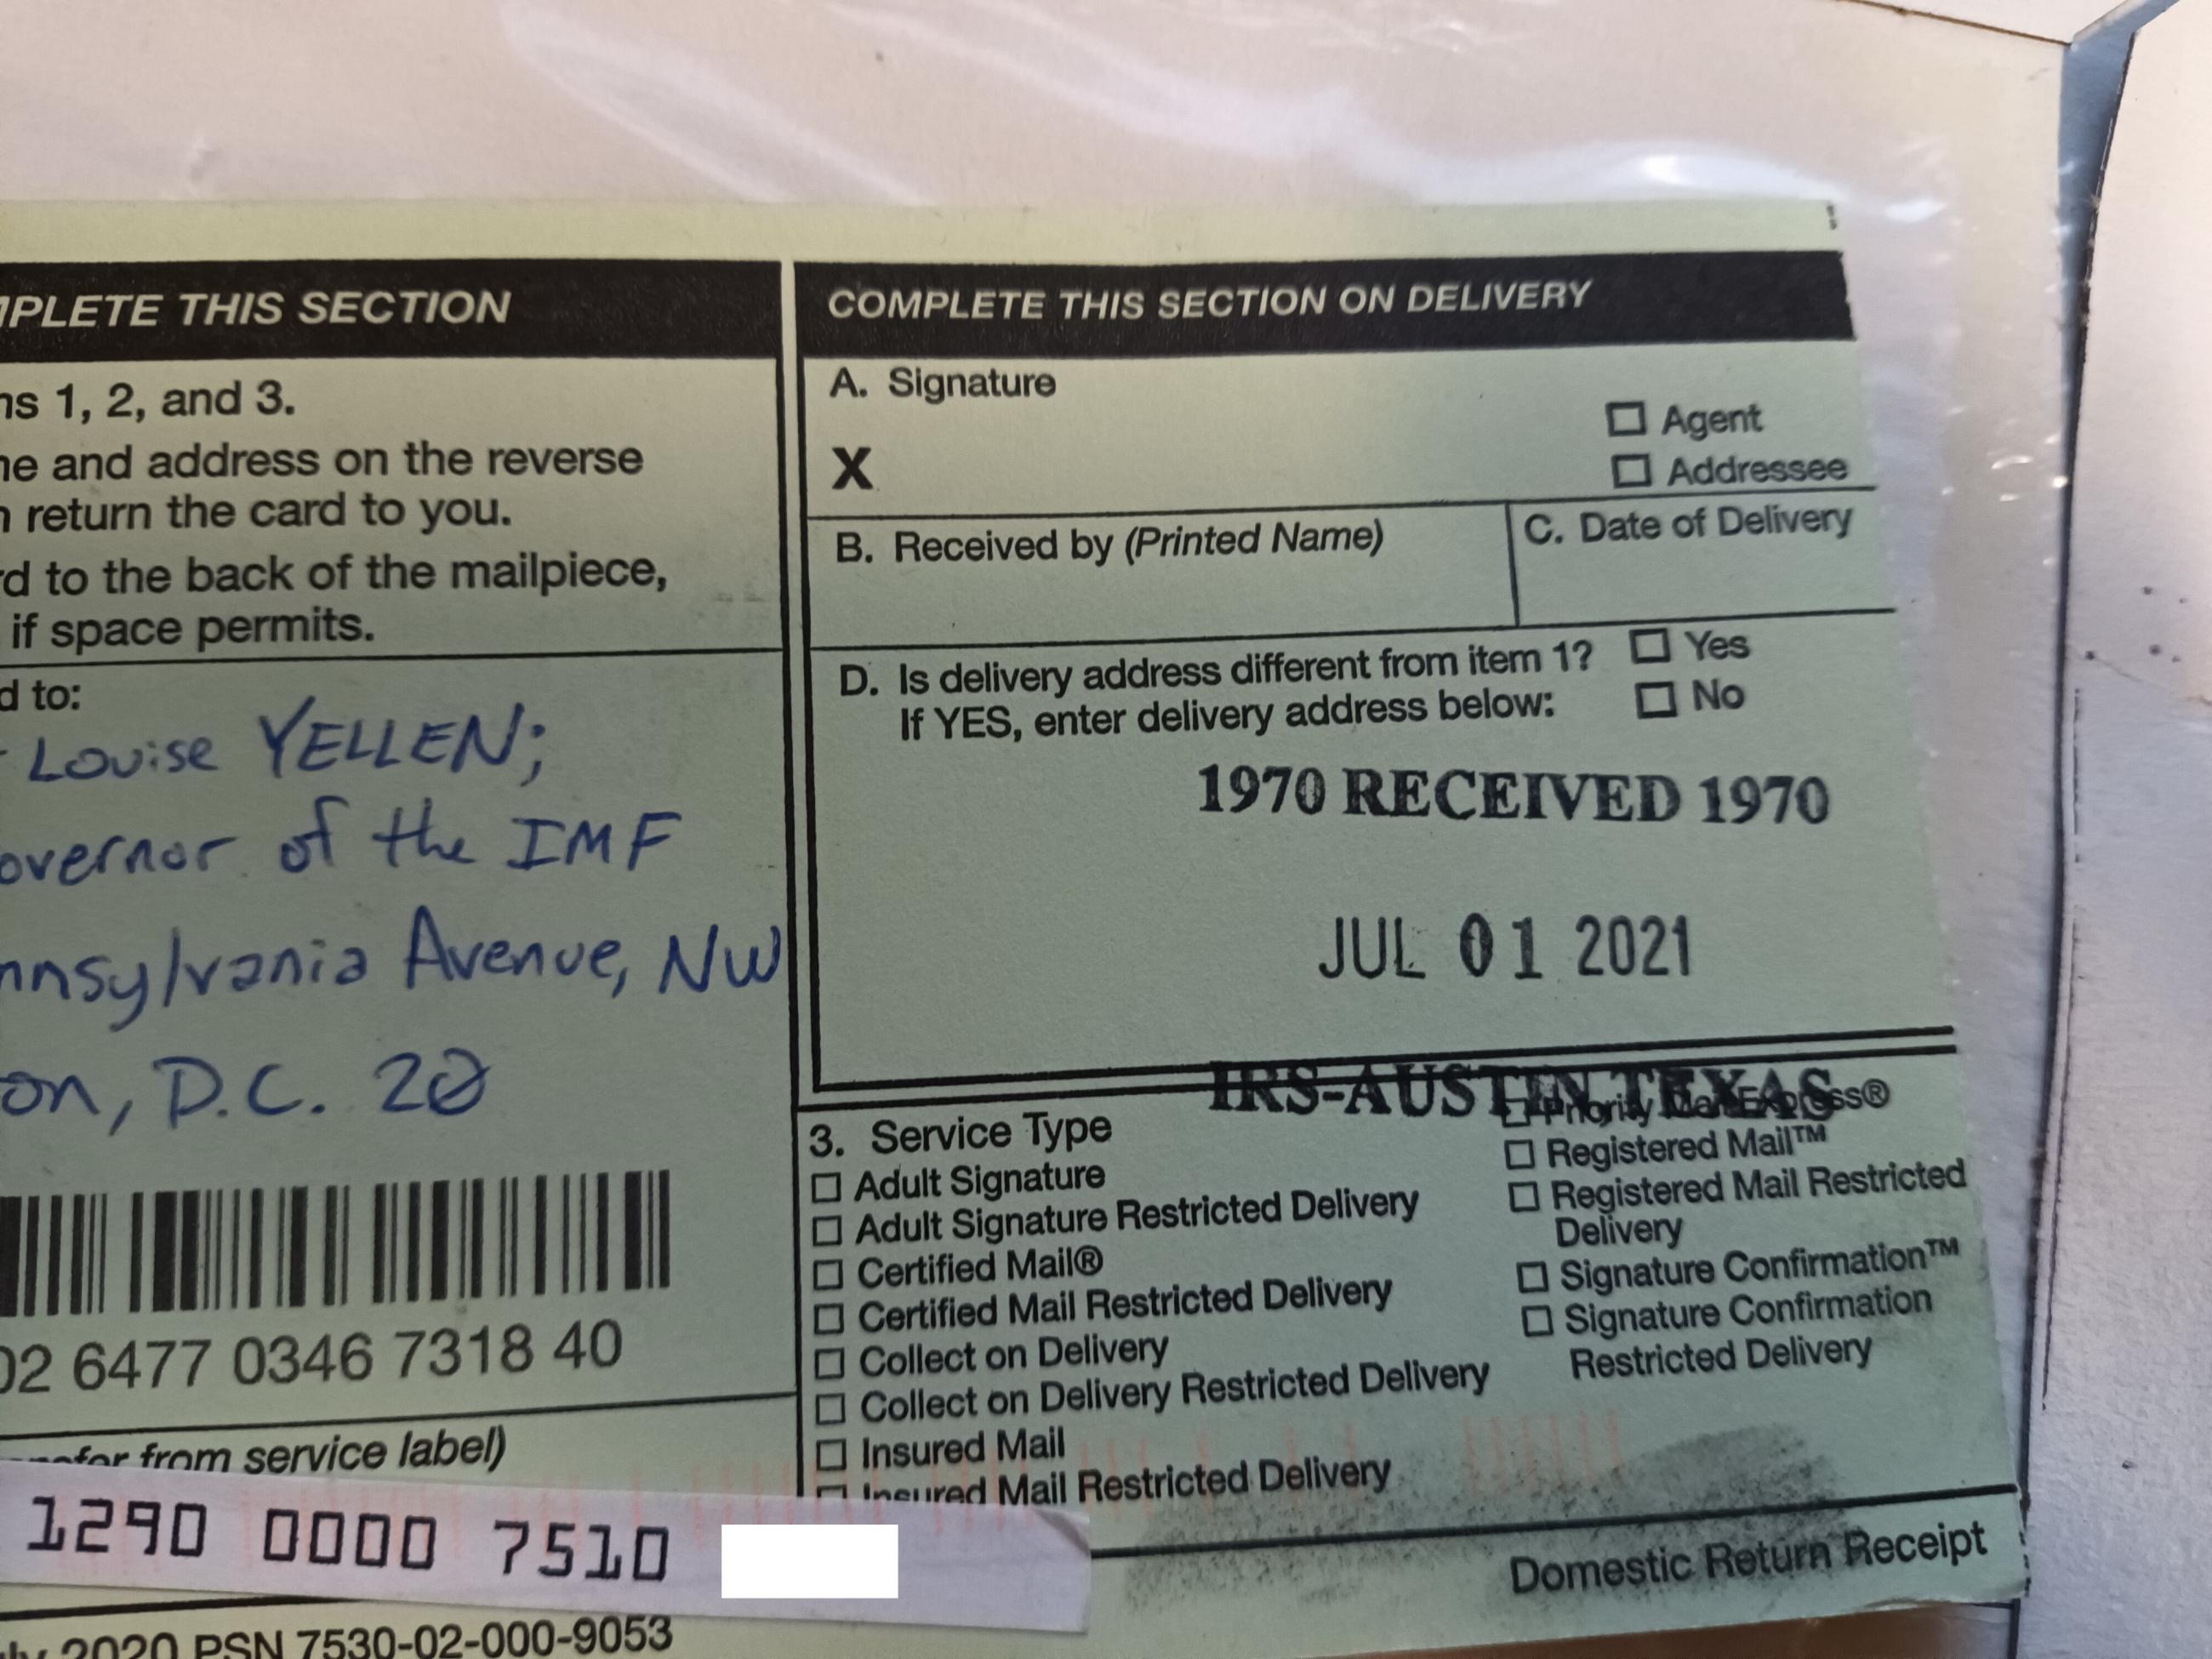 PLETE THIS SECTION
ns 1, 2, and 3.
ne and address on the reverse
n return the card to you.
d to the back of the mailpiece,
if space permits.
d to:
Louise YELLEN;
overnor of the IMF
nnsylvania Avenue, NW
on, D.C. 20
02 6477 0346 7318 40
from service label)
1290 0000 7510
2020 PSN 7530-02-000-9053
COMPLETE THIS SECTION ON DELIVERY
A. Signature
X
☐ Agent
☐ Addressee
B. Received by (Printed Name)
C. Date of Delivery
D. Is delivery address different from item 1? ☐ Yes
If YES, enter delivery address below: ☐ No
1970 RECEIVED 1970
JUL 01 2021
IRS-AUSTIN, TEXAS
3. Service Type
☐ Adult Signature
☐ Adult Signature Restricted Delivery
☐ Certified Mail®
☐ Certified Mail Restricted Delivery
☐ Collect on Delivery
☐ Collect on Delivery Restricted Delivery
☐ Insured Mail
☐ Insured Mail Restricted Delivery
☐ Priority Mail Express®
☐ Registered Mail™
☐ Registered Mail Restricted
Delivery
☐ Signature Confirmation™
☐ Signature Confirmation
Restricted Delivery
Domestic Return Receipt